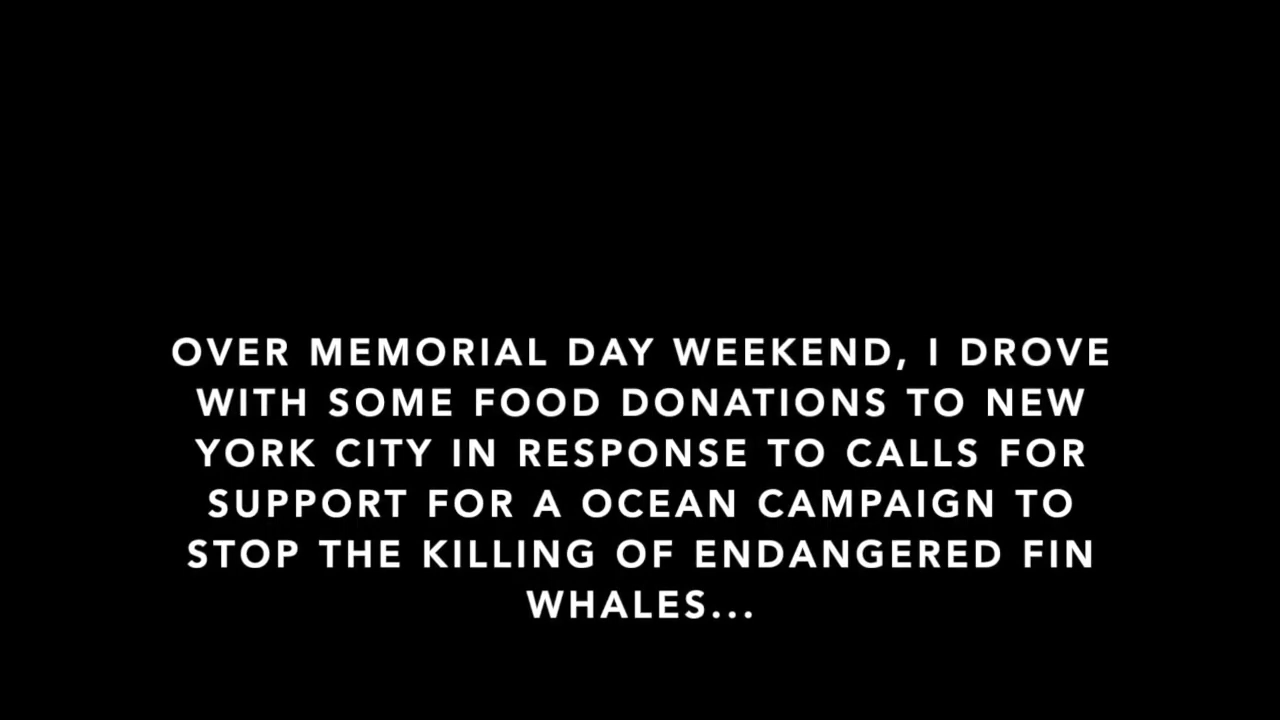 OVER MEMORIAL DAY WEEKEND, I DROVE
WITH SOME FOOD DONATIONS TO NEW
YORK CITY IN RESPONSE TO CALLS FOR
SUPPORT FOR A OCEAN CAMPAIGN TO
STOP THE KILLING OF ENDANGERED FIN
WHALES...